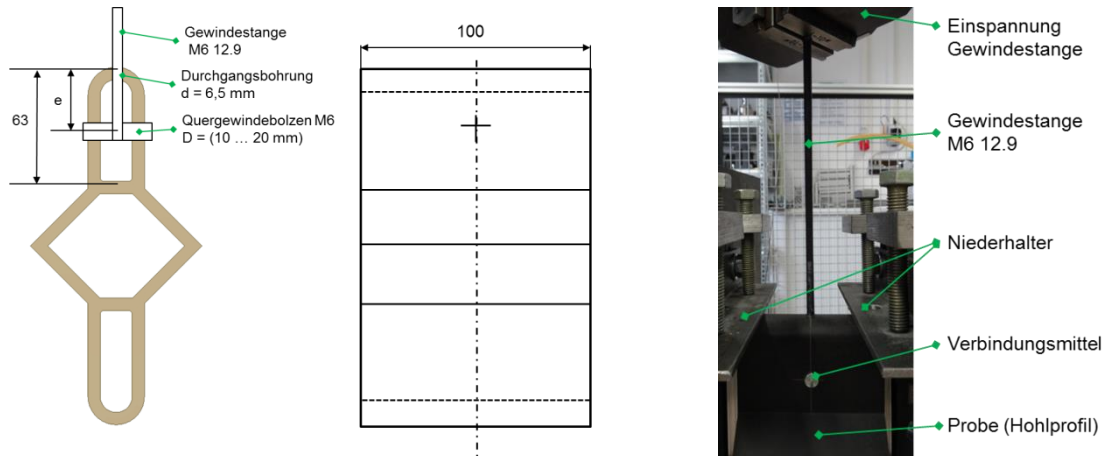 Gewindestange
M6 12.9
Durchgangsbohrung
d = 6,5 mm
Quergewindebolzen M6
D = (10 … 20 mm)
e
63
100
Einspannung
Gewindestange
Gewindestange
M6 12.9
Niederhalter
Verbindungsmittel
Probe (Hohlprofil)